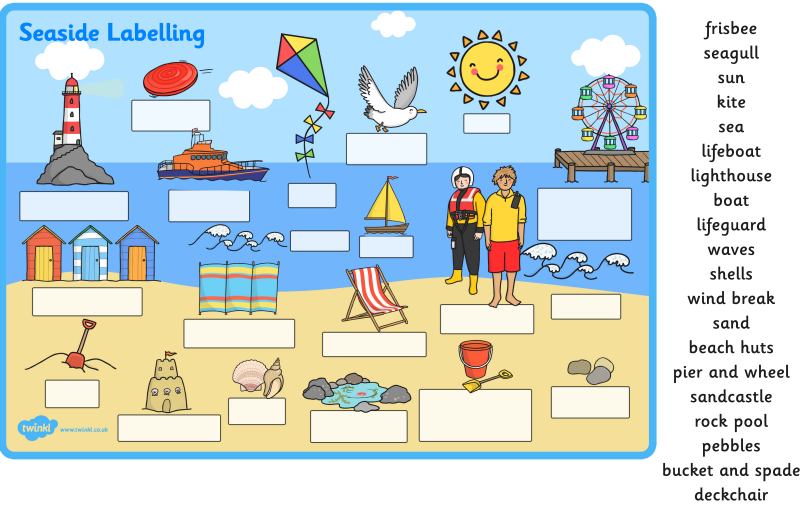 Seaside Labelling
twinkl
www.twinkl.co.uk
frisbee
seagull
sun
kite
sea
lifeboat
lighthouse
boat
lifeguard
waves
shells
wind break
sand
beach huts
pier and wheel
sandcastle
rock pool
pebbles
bucket and spade
deckchair